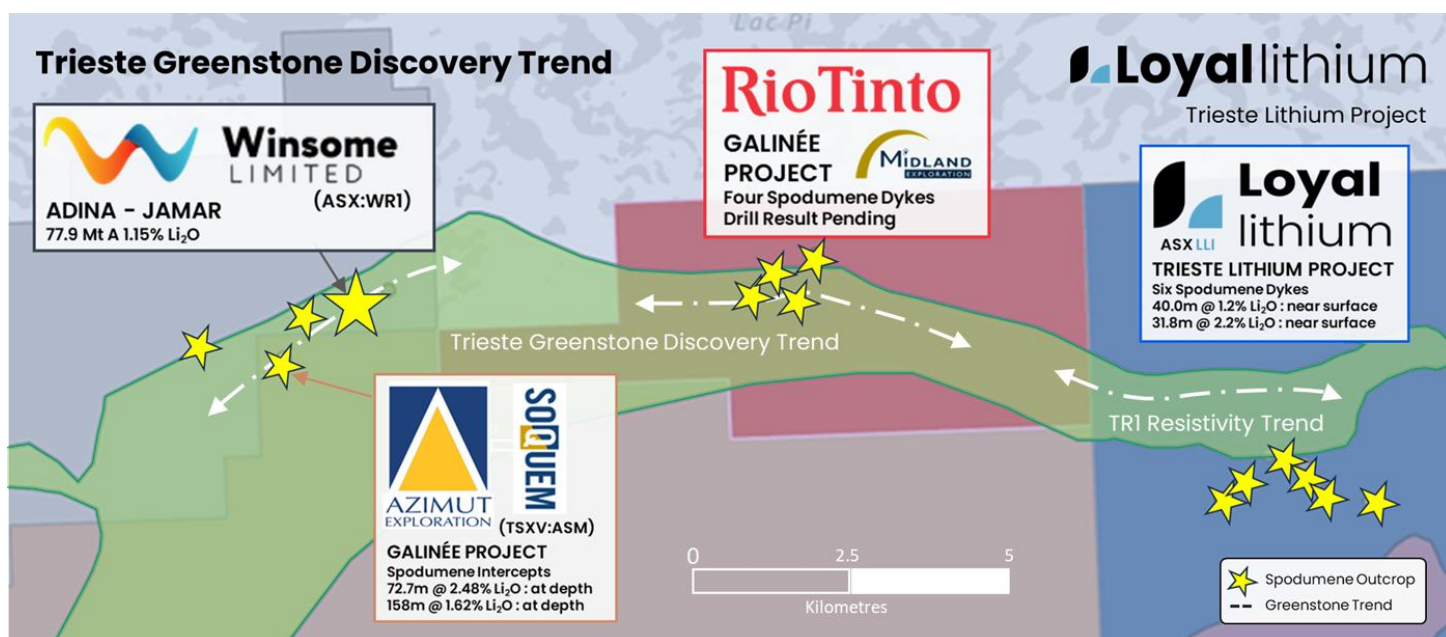 Lac Pi
Trieste Greenstone Discovery Trend
Loyallithium
Trieste Lithium Project
Winsome
LIMITED
(ASX:WR1)
ADINA - JAMAR
77.9 Mt A 1.15% Li₂O
RioTinto
GALINÉE
PROJECT
MIDLAND
EXPLORATION
Four Spodumene Dykes
Drill Result Pending
Loyal
lithium
ASX LLI
TRIESTE LITHIUM PROJECT
Six Spodumene Dykes
40.0m @ 1.2% Li₂O : near surface
31.8m @ 2.2% Li₂O : near surface
Trieste Greenstone Discovery Trend
TR1 Resistivity Trend
AZIMUT
EXPLORATION
SOQUEM
(TSXV:ASM)
GALINÉE PROJECT
Spodumene Intercepts
72.7m @ 2.48% Li₂O : at depth
158m @ 1.62% Li₂O : at depth
0 2.5 5
Kilometres
Spodumene Outcrop
Greenstone Trend